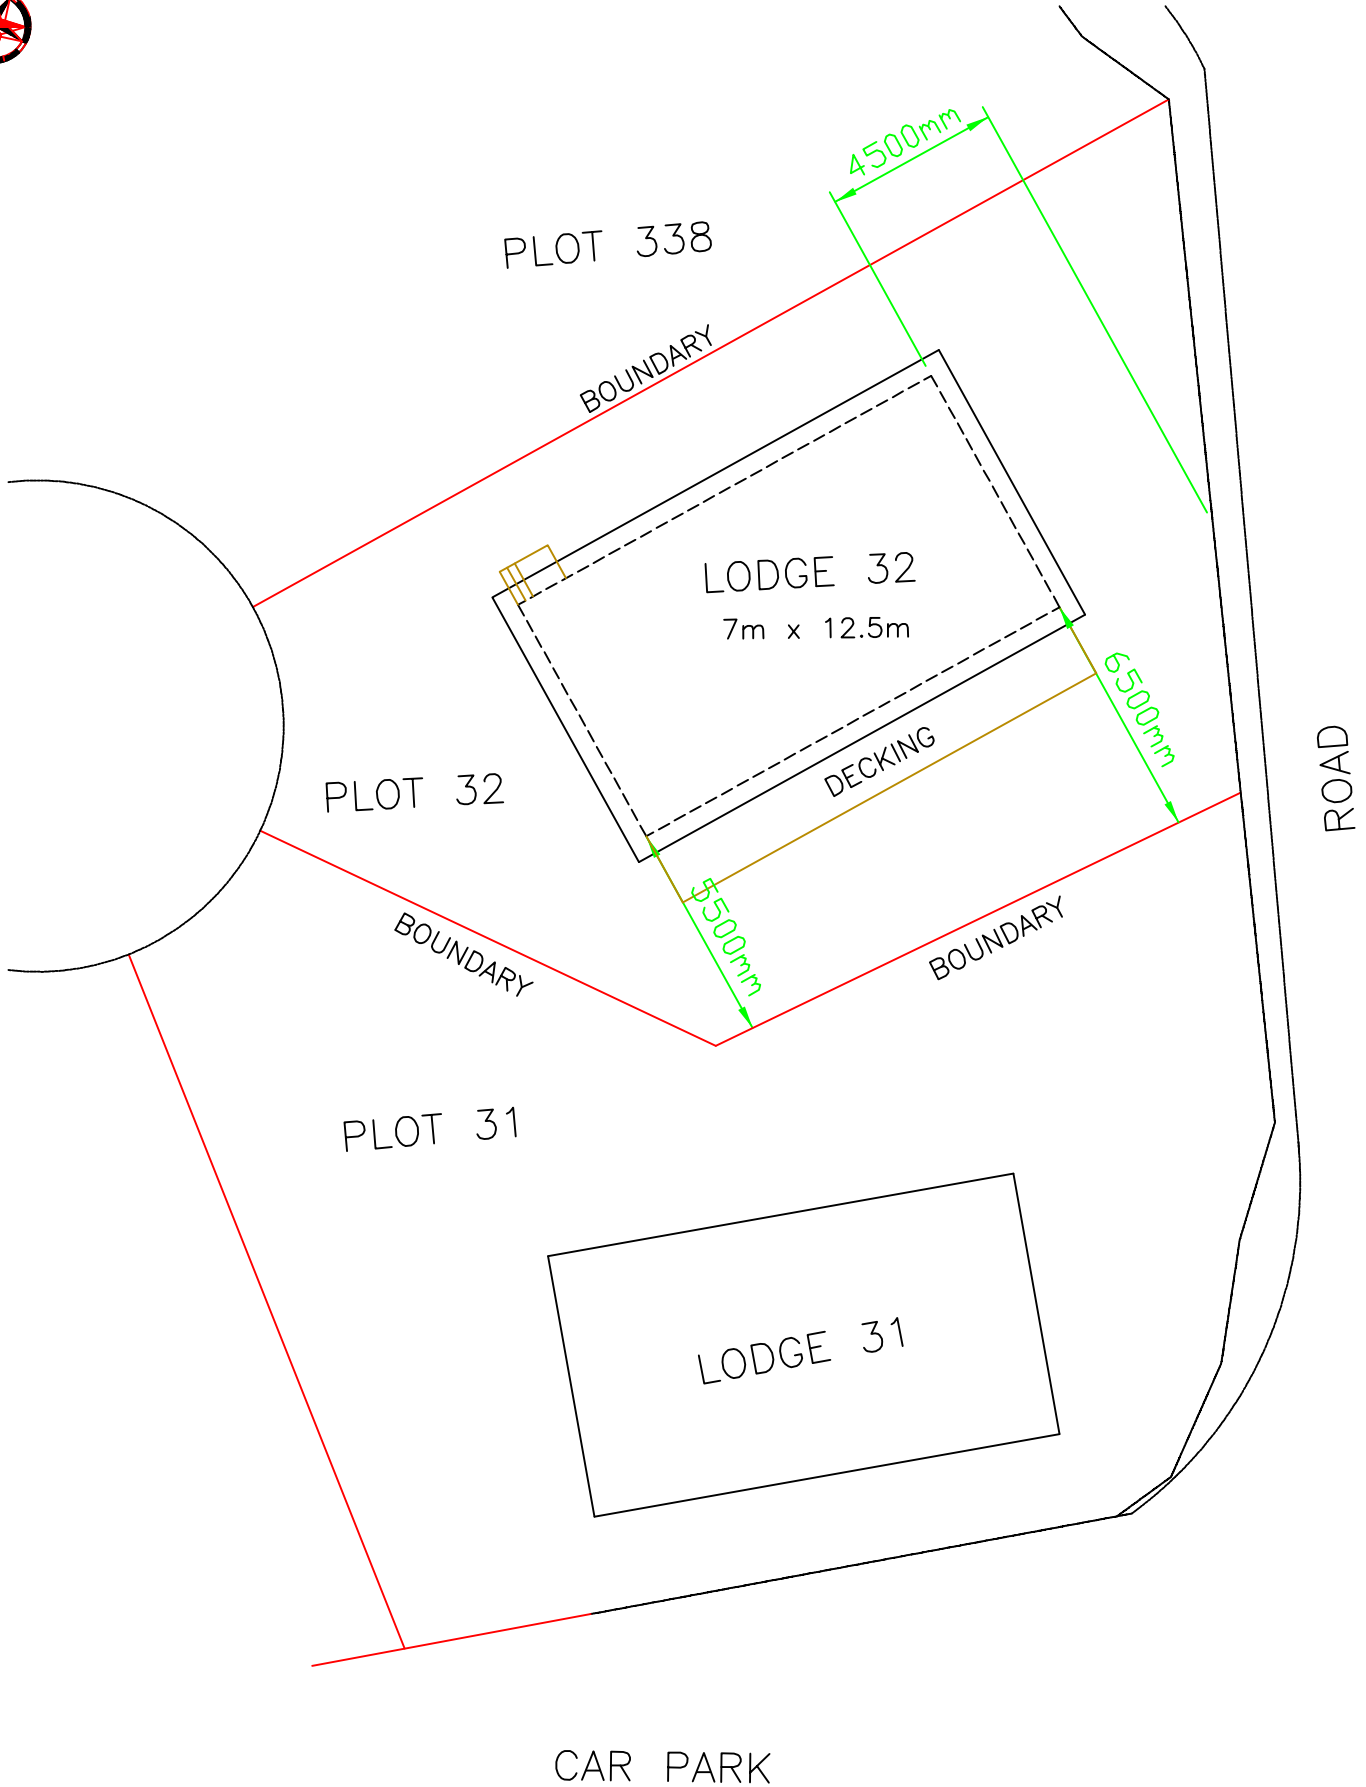 4500mm
PLOT 338
BOUNDARY
LODGE 32
7m x 12.5m
6500mm
DECKING
ROAD
PLOT 32
5500mm
BOUNDARY
BOUNDARY
PLOT 31
LODGE 31
CAR PARK